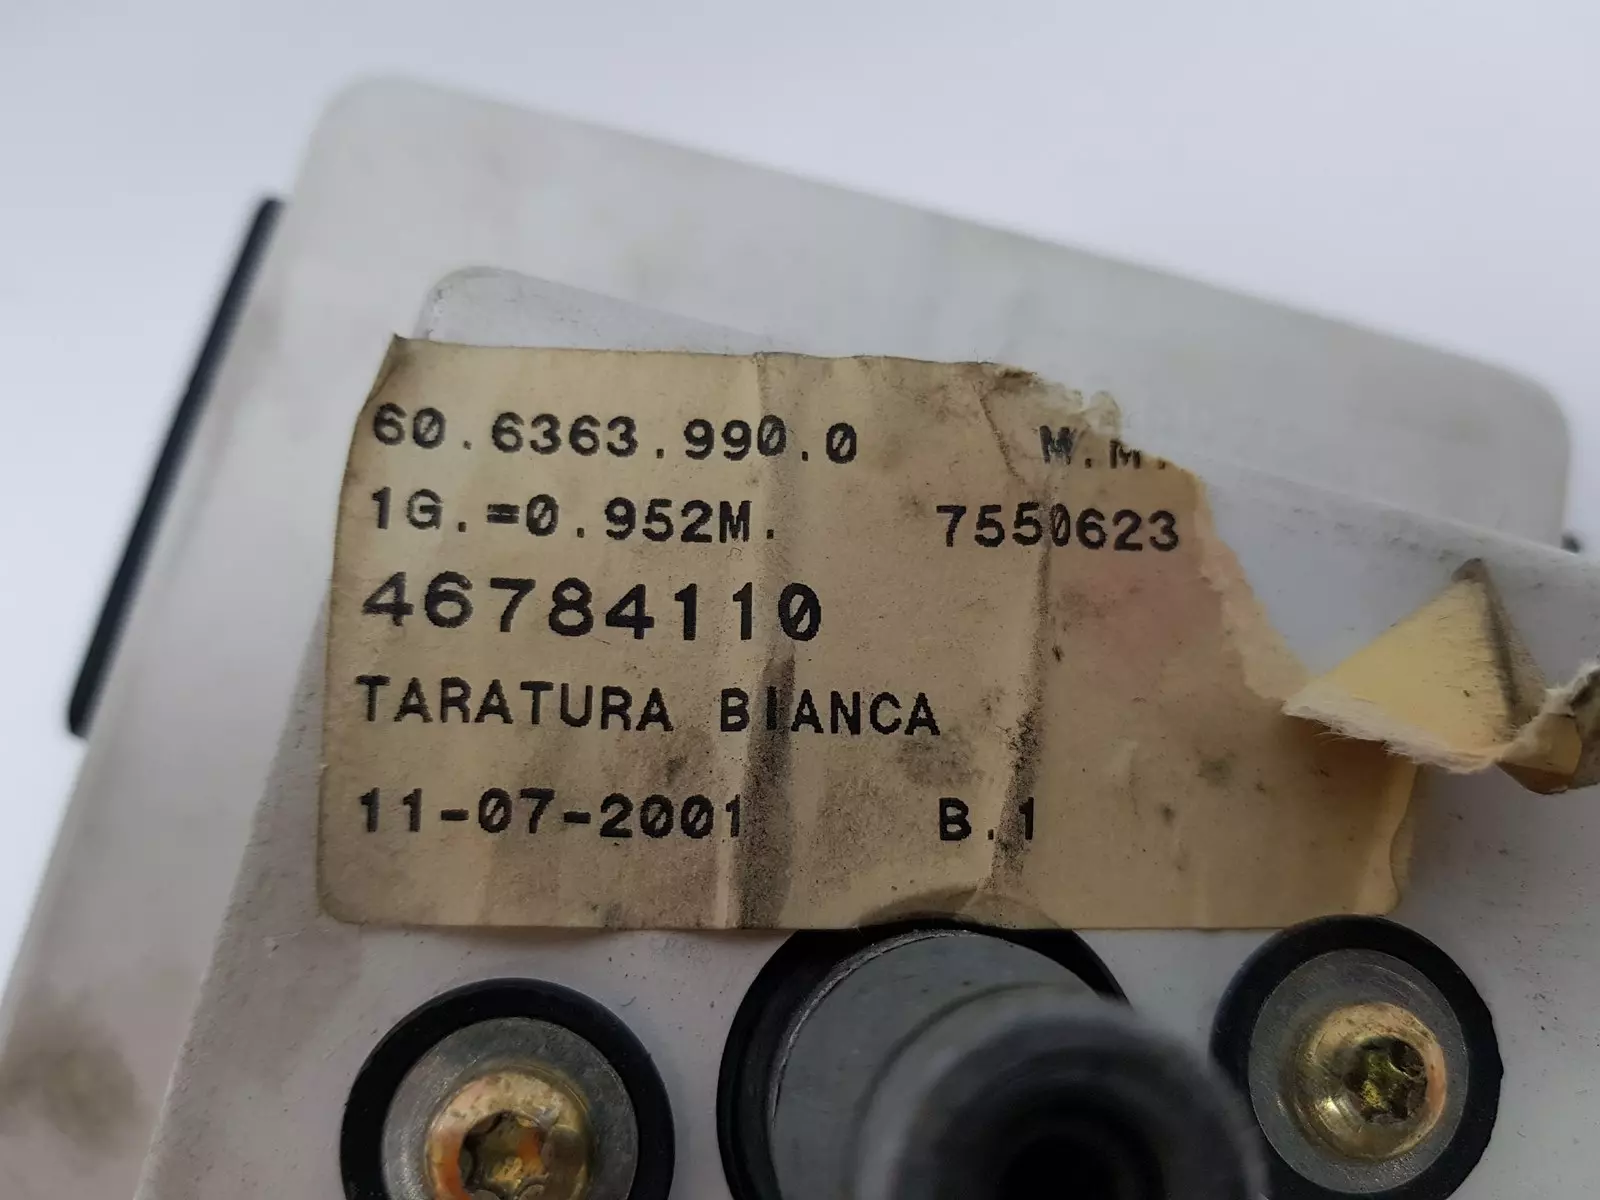 60.6363.990.0 M.M.
1G.=0.952M. 7550623
46784110
TARATURA BIANCA
11-07-2001 B.1